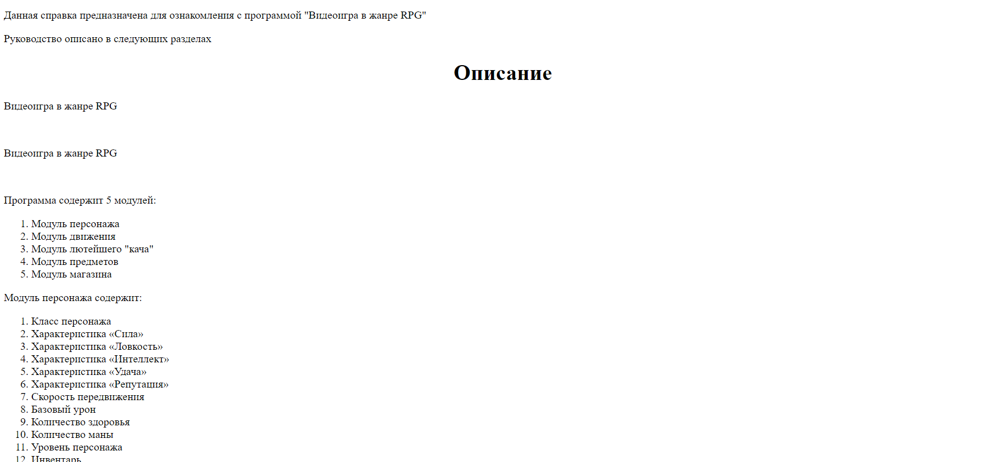 Данная справка предназначена для ознакомления с программой "Видеоигра в жанре RPG"
Руководство описано в следующих разделах
Описание
Видеоигра в жанре RPG
Видеоигра в жанре RPG
Программа содержит 5 модулей:
1. Модуль персонажа
2. Модуль движения
3. Модуль лютейшего "кача"
4. Модуль предметов
5. Модуль магазина
Модуль персонажа содержит:
1. Класс персонажа
2. Характеристика «Сила»
3. Характеристика «Ловкость»
4. Характеристика «Интеллект»
5. Характеристика «Удача»
6. Характеристика «Репутация»
7. Скорость передвижения
8. Базовый урон
9. Количество здоровья
10. Количество маны
11. Уровень персонажа
12. Инвентарь